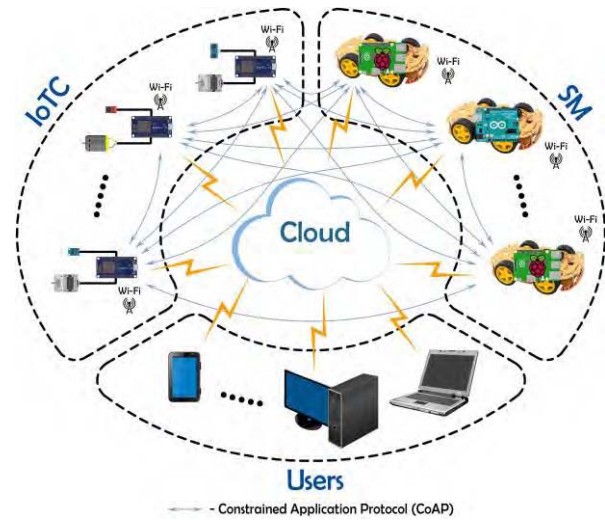 Wi-Fi
Wi-Fi
Wi-Fi
IoTC
SM
Wi-Fi
Wi-Fi
Cloud
Wi-Fi
Wi-Fi
Users
- Constrained Application Protocol (CoAP)